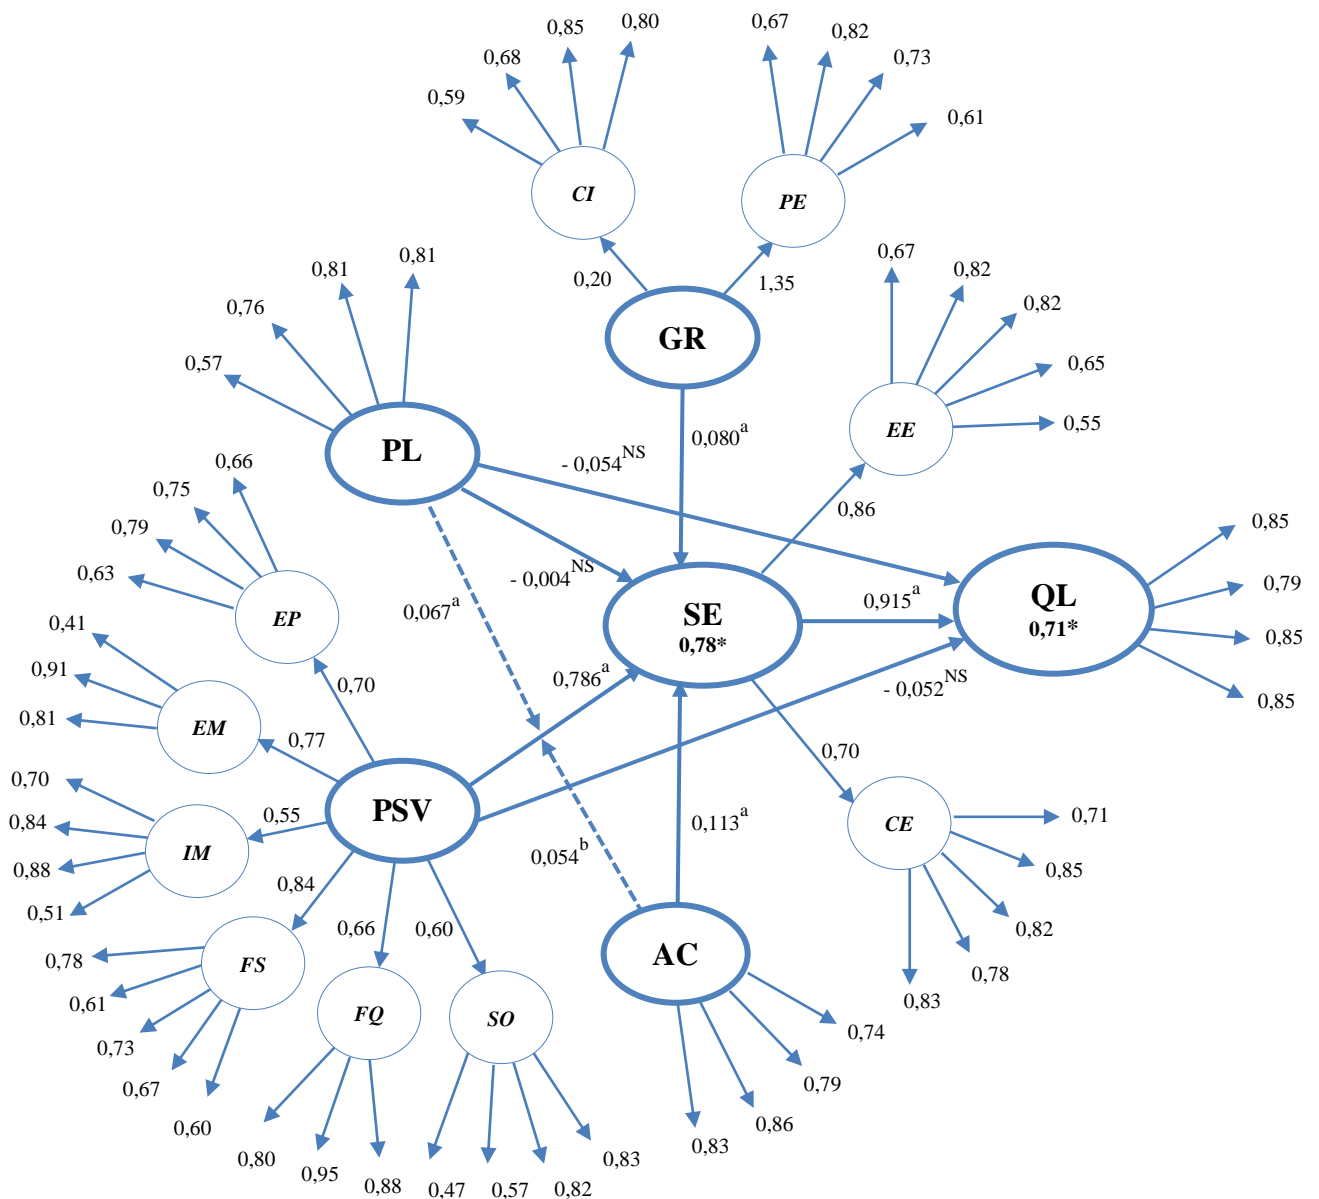 0,80
0,85
0,68
0,59
0,67
0,82
0,73
0,61
CI
PE
0,20
1,35
GR
0,81
0,81
0,76
0,57
PL
0,67
0,82
0,82
0,65
0,55
EE
0,080a
- 0,054NS
0,86
- 0,004NS
0,067a
0,66
0,75
0,79
0,63
EP
0,70
SE
0,78*
0,915a
QL
0,71*
0,85
0,79
0,85
0,85
0,41
0,91
0,81
EM
0,77
0,786a
- 0,052NS
0,70
0,70
0,84
0,88
0,51
IM
0,55
PSV
0,113a
0,054b
CE
0,71
0,85
0,82
0,78
0,83
0,84
0,66
0,60
FS
0,78
0,61
0,73
0,67
0,60
FQ
0,80
0,95
0,88
SO
0,47
0,57
0,82
0,83
AC
0,74
0,79
0,86
0,83